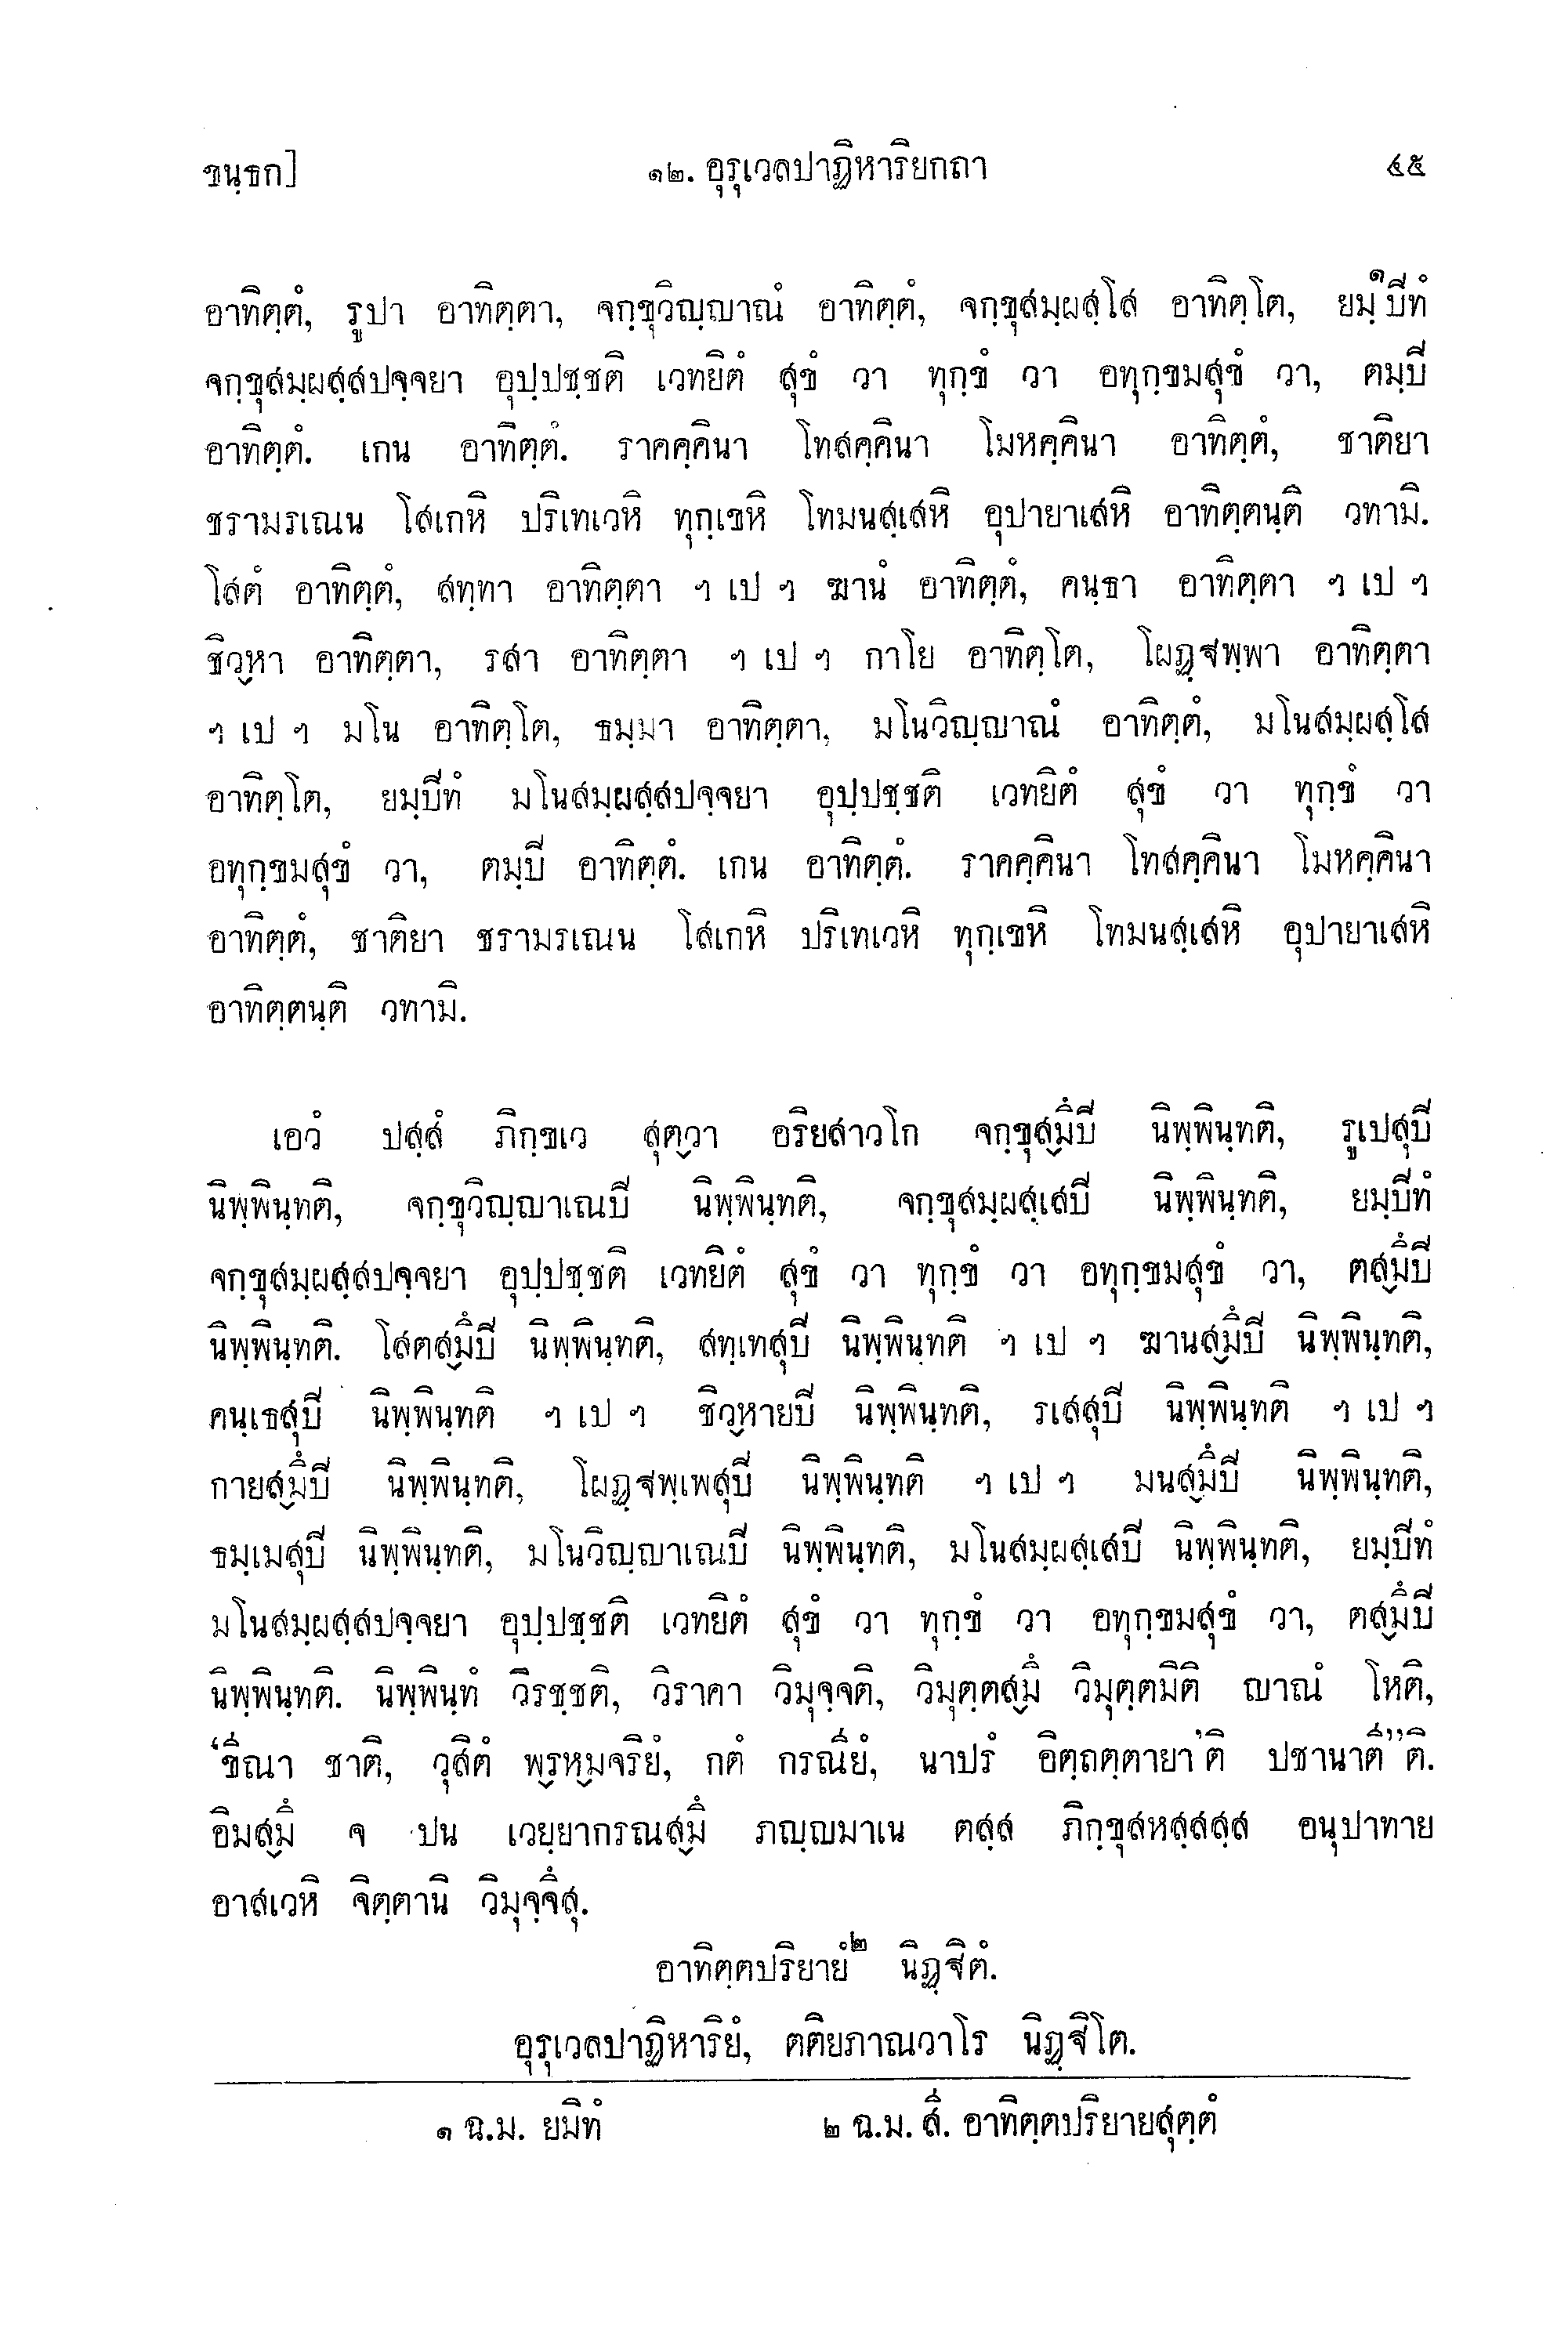 ขนฺธก]
๑๒. อุรุเวลปาฏิหาริยกถา
๔๕
อาทิตฺตํ, รูปา อาทิตฺตา, จกฺขุวิญฺญาณํ อาทิตฺตํ, จกฺขุสมฺผสฺโส อาทิตฺโต, ยมฺปีทํ๑
จกฺขุสมฺผสฺสปจฺจยา อุปฺปชฺชติ เวทยิตํ สุขํ วา ทุกฺขํ วา อทุกฺขมสุขํ วา, ตมฺปี
อาทิตฺตํ. เกน อาทิตฺตํ. ราคคฺคินา โทสคฺคินา โมหคฺคินา อาทิตฺตํ, ชาติยา
ชรามรเณน โสเกหิ ปริเทเวหิ ทุกฺเขหิ โทมนสฺเสหิ อุปายาเสหิ อาทิตฺตนฺติ วทามิ.
โสตํ อาทิตฺตํ, สทฺทา อาทิตฺตา ฯ เป ฯ ฆานํ อาทิตฺตํ, คนฺธา อาทิตฺตา ฯ เป ฯ
ชิวฺหา อาทิตฺตา, รสา อาทิตฺตา ฯ เป ฯ กาโย อาทิตฺโต, โผฏฺฐพฺพา อาทิตฺตา
ฯ เป ฯ มโน อาทิตฺโต, ธมฺมา อาทิตฺตา, มโนวิญฺญาณํ อาทิตฺตํ, มโนสมฺผสฺโส
อาทิตฺโต, ยมฺปีทํ มโนสมฺผสฺสปจฺจยา อุปฺปชฺชติ เวทยิตํ สุขํ วา ทุกฺขํ วา
อทุกฺขมสุขํ วา, ตมฺปี อาทิตฺตํ. เกน อาทิตฺตํ. ราคคฺคินา โทสคฺคินา โมหคฺคินา
อาทิตฺตํ, ชาติยา ชรามรเณน โสเกหิ ปริเทเวหิ ทุกฺเขหิ โทมนสฺเสหิ อุปายาเสหิ
อาทิตฺตนฺติ วทามิ.
เอวํ ปสฺสํ ภิกฺขเว สุตฺวา อริยสาวโก จกฺขุสฺมึปี นิพฺพินฺทติ, รูเปสุปี
นิพฺพินฺทติ, จกฺขุวิญฺญาเณปี นิพฺพินฺทติ, จกฺขุสมฺผสฺเสปี นิพฺพินฺทติ, ยมฺปีทํ
จกฺขุสมฺผสฺสปจฺจยา อุปฺปชฺชติ เวทยิตํ สุขํ วา ทุกฺขํ วา อทุกฺขมสุขํ วา, ตสฺมึปี
นิพฺพินฺทติ. โสตสฺมึปี นิพฺพินฺทติ, สทฺเทสุปี นิพฺพินฺทติ ฯ เป ฯ ฆานสฺมึปี นิพฺพินฺทติ,
คนฺเธสุปี นิพฺพินฺทติ ฯ เป ฯ ชิวฺหายปี นิพฺพินฺทติ, รเสสุปี นิพฺพินฺทติ ฯ เป ฯ
กายสฺมึปี นิพฺพินฺทติ, โผฏฺฐพฺเพสุปี นิพฺพินฺทติ ฯ เป ฯ มนสฺมึปี นิพฺพินฺทติ,
ธมฺเมสุปี นิพฺพินฺทติ, มโนวิญฺญาเณปี นิพฺพินฺทติ, มโนสมฺผสฺเสปี นิพฺพินฺทติ, ยมฺปีทํ
มโนสมฺผสฺสปจฺจยา อุปฺปชฺชติ เวทยิตํ สุขํ วา ทุกฺขํ วา อทุกฺขมสุขํ วา, ตสฺมึปี
นิพฺพินฺทติ. นิพฺพินฺทํ วิรชฺชติ, วิราคา วิมุจฺจติ, วิมุตฺตสฺมึ วิมุตฺตมิติ ญาณํ โหติ,
‘ขีณา ชาติ, วุสิตํ พฺรหฺมจริยํ, กตํ กรณียํ, นาปรํ อิตฺถตฺตายา’ติ ปชานาตี’’ติ.
อิมสฺมึ จ ปน เวยฺยากรณสฺมึ ภญฺญมาเน ตสฺส ภิกฺขุสหสฺสสฺส อนุปาทาย
อาสเวหิ จิตฺตานิ วิมุจฺจึสุ.
อาทิตฺตปริยายํ๒ นิฏฺฐิตํ.
อุรุเวลปาฏิหาริยํ, ตติยภาณวาโร นิฏฺฐิโต.
๑ ฉ.ม. ยมิทํ
๒ ฉ.ม. สี. อาทิตฺตปริยายสุตฺตํ